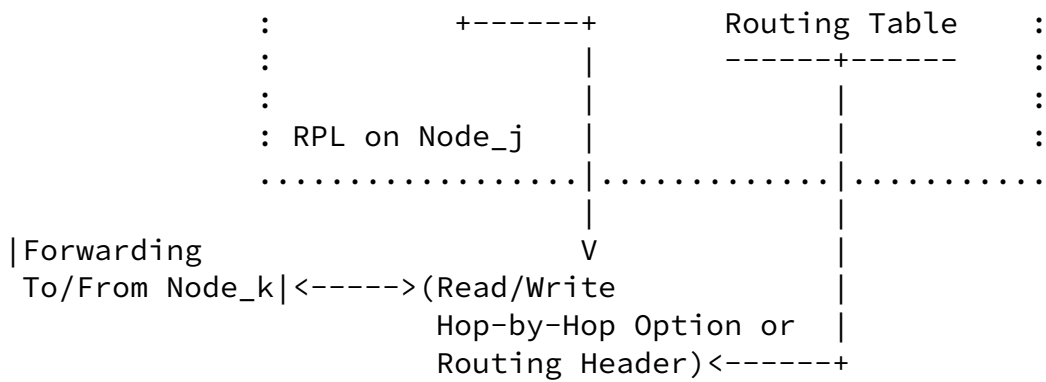 :             +------+         Routing Table     :
:                    |         ------+------     :
:                    |               |           :
: RPL on Node_j      |               |           :
.....................|...............|............
                     |               |
|Forwarding          V               |
To/From Node_k|<----->(Read/Write    |
Hop-by-Hop Option or |
Routing Header)<------+